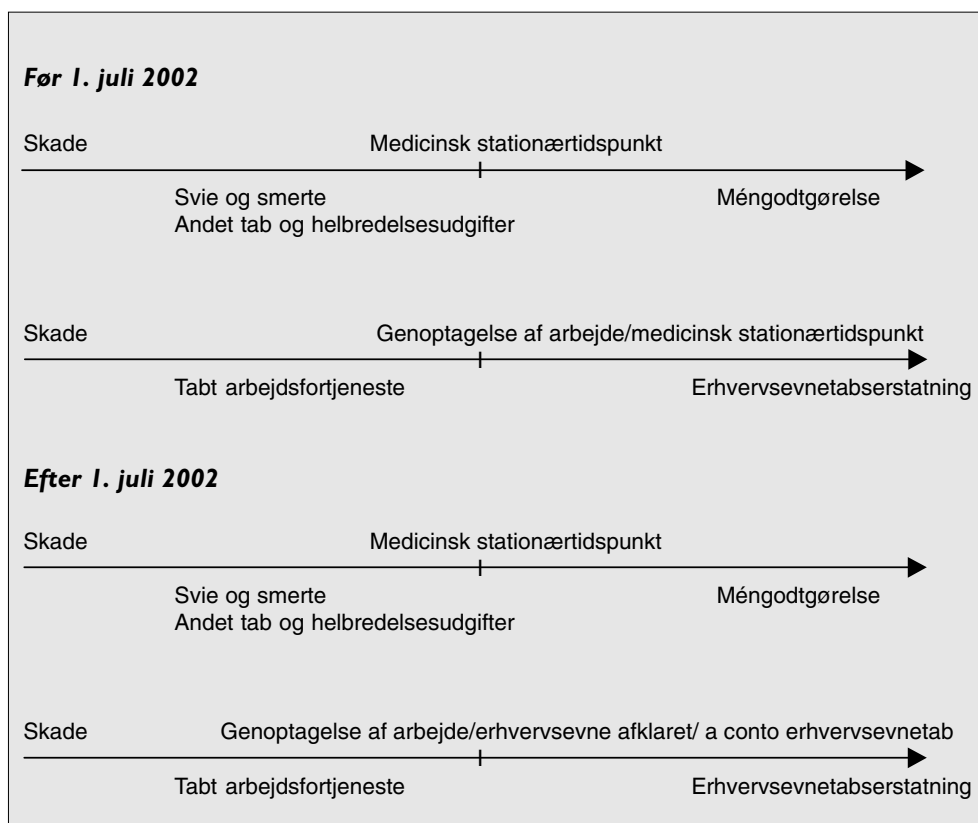 Før 1. juli 2002
Skade
Medicinsk stationærtidspunkt
Svie og smerte
Andet tab og helbredelsesudgifter
Méngodtgørelse
Skade
Genoptagelse af arbejde/medicinsk stationærtidspunkt
Tabt arbejdsfortjeneste
Erhvervsevnetabserstatning
Efter 1. juli 2002
Skade
Medicinsk stationærtidspunkt
Svie og smerte
Andet tab og helbredelsesudgifter
Méngodtgørelse
Skade
Genoptagelse af arbejde/erhvervsevne afklaret/ a conto erhvervsevnetab
Tabt arbejdsfortjeneste
Erhvervsevnetabserstatning